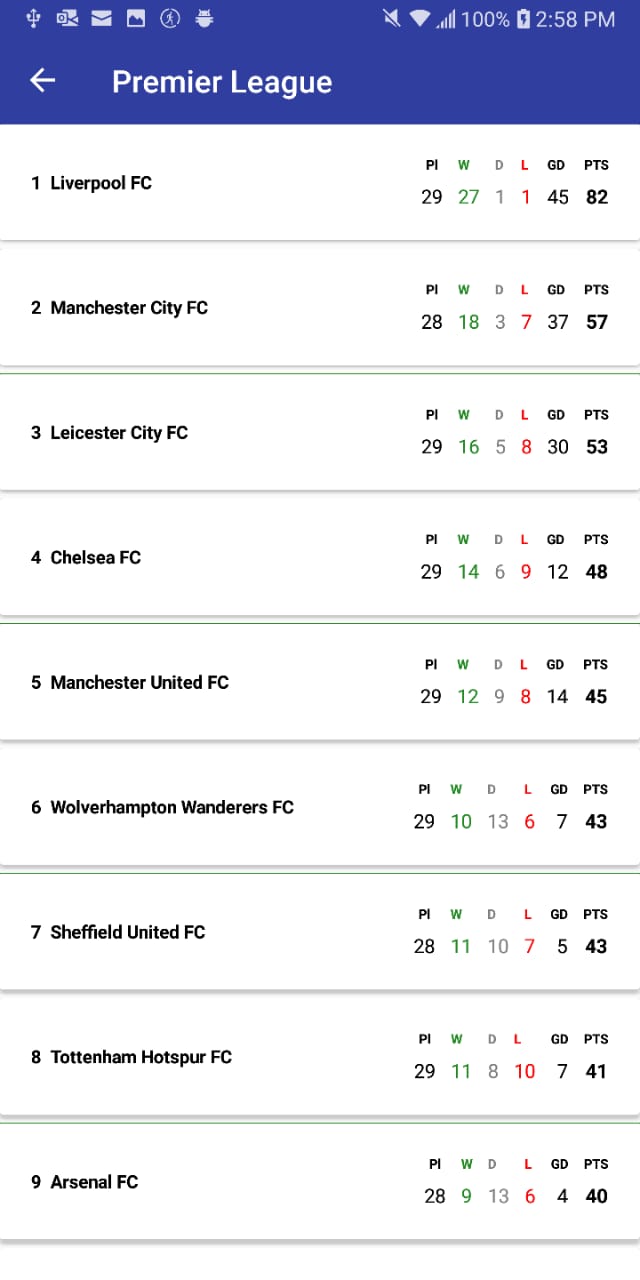 100% 2:58 PM
Premier League
Pl W D L GD PTS
1 Liverpool FC
29 27 1 1 45 82
Pl W D L GD PTS
2 Manchester City FC
28 18 3 7 37 57
Pl W D L GD PTS
3 Leicester City FC
29 16 5 8 30 53
Pl W D L GD PTS
4 Chelsea FC
29 14 6 9 12 48
Pl W D L GD PTS
5 Manchester United FC
29 12 9 8 14 45
Pl W D L GD PTS
6 Wolverhampton Wanderers FC
29 10 13 6 7 43
Pl W D L GD PTS
7 Sheffield United FC
28 11 10 7 5 43
Pl W D L GD PTS
8 Tottenham Hotspur FC
29 11 8 10 7 41
Pl W D L GD PTS
9 Arsenal FC
28 9 13 6 4 40